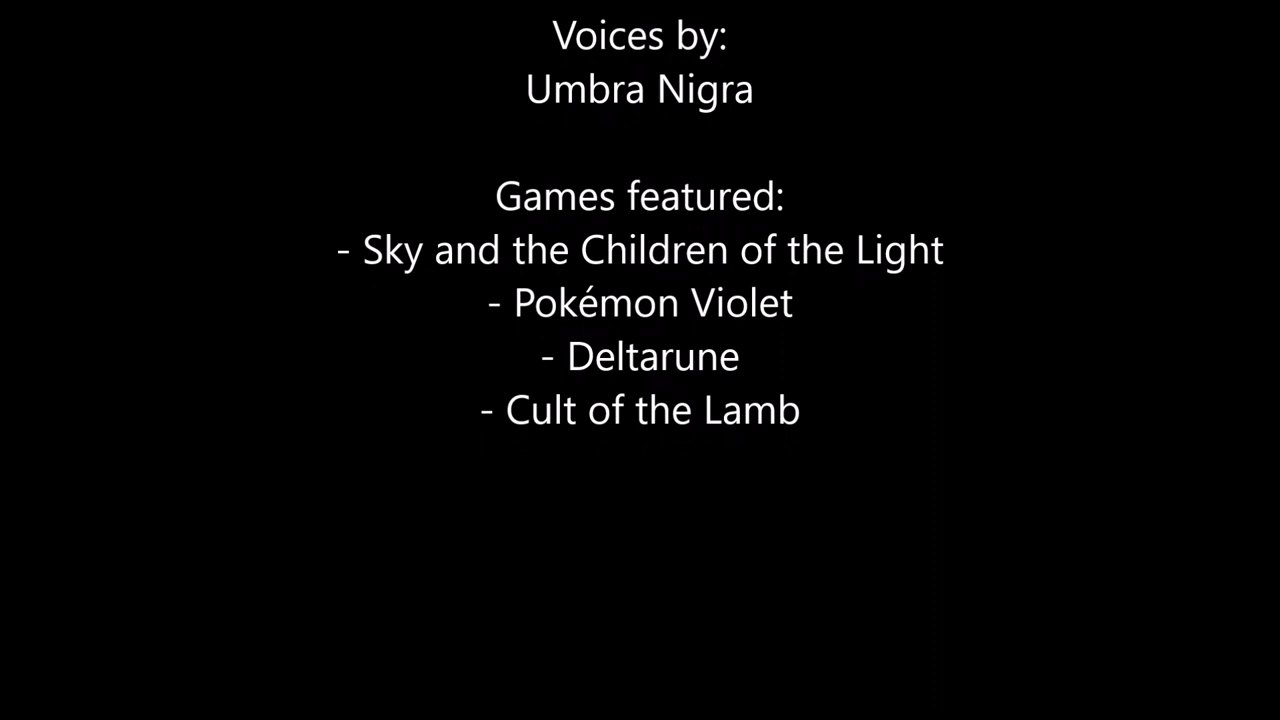 Voices by:
Umbra Nigra
Games featured:
- Sky and the Children of the Light
- Pokémon Violet
- Deltarune
- Cult of the Lamb